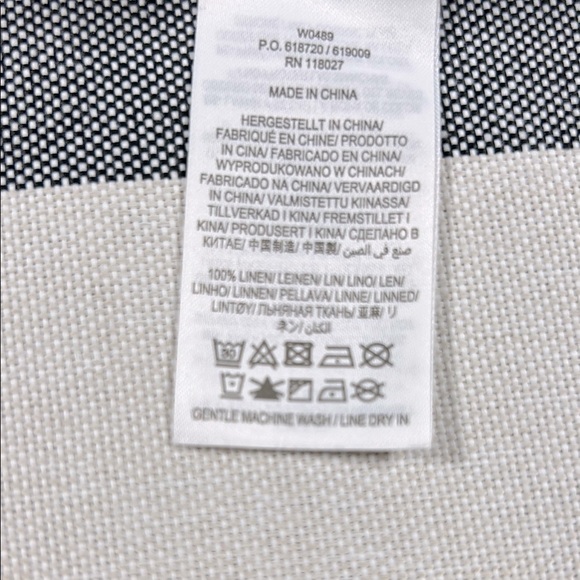 W0489
P.O. 618720 / 619009
RN 118027
MADE IN CHINA
HERGESTELLT IN CHINA/
FABRIQUÉ EN CHINE/ PRODOTTO
IN CINA/ FABRICADO EN CHINA/
WYPRODUKOWANO W CHINACH/
FABRICADO NA CHINA/ VERVAARDIGD
IN CHINA/ VALMISTETTU KIINASSA/
TILLVERKAD I KINA/ FREMSTILLET I
KINA/ PRODUSERT I KINA/ СДЕЛАНО В
КИТАЕ/ 中国制造/ 中国製/ صنع في الصين
100% LINEN/ LEINEN/ LIN/ LINO/ LEN/
LINHO/ LINNEN/ PELLAVA/ LINNE/ LINNED/
LINTØY/ ЛЬНЯНАЯ ТКАНЬ/ 亚麻/ リ
ネン/ الكتان/
GENTLE MACHINE WASH / LINE DRY IN